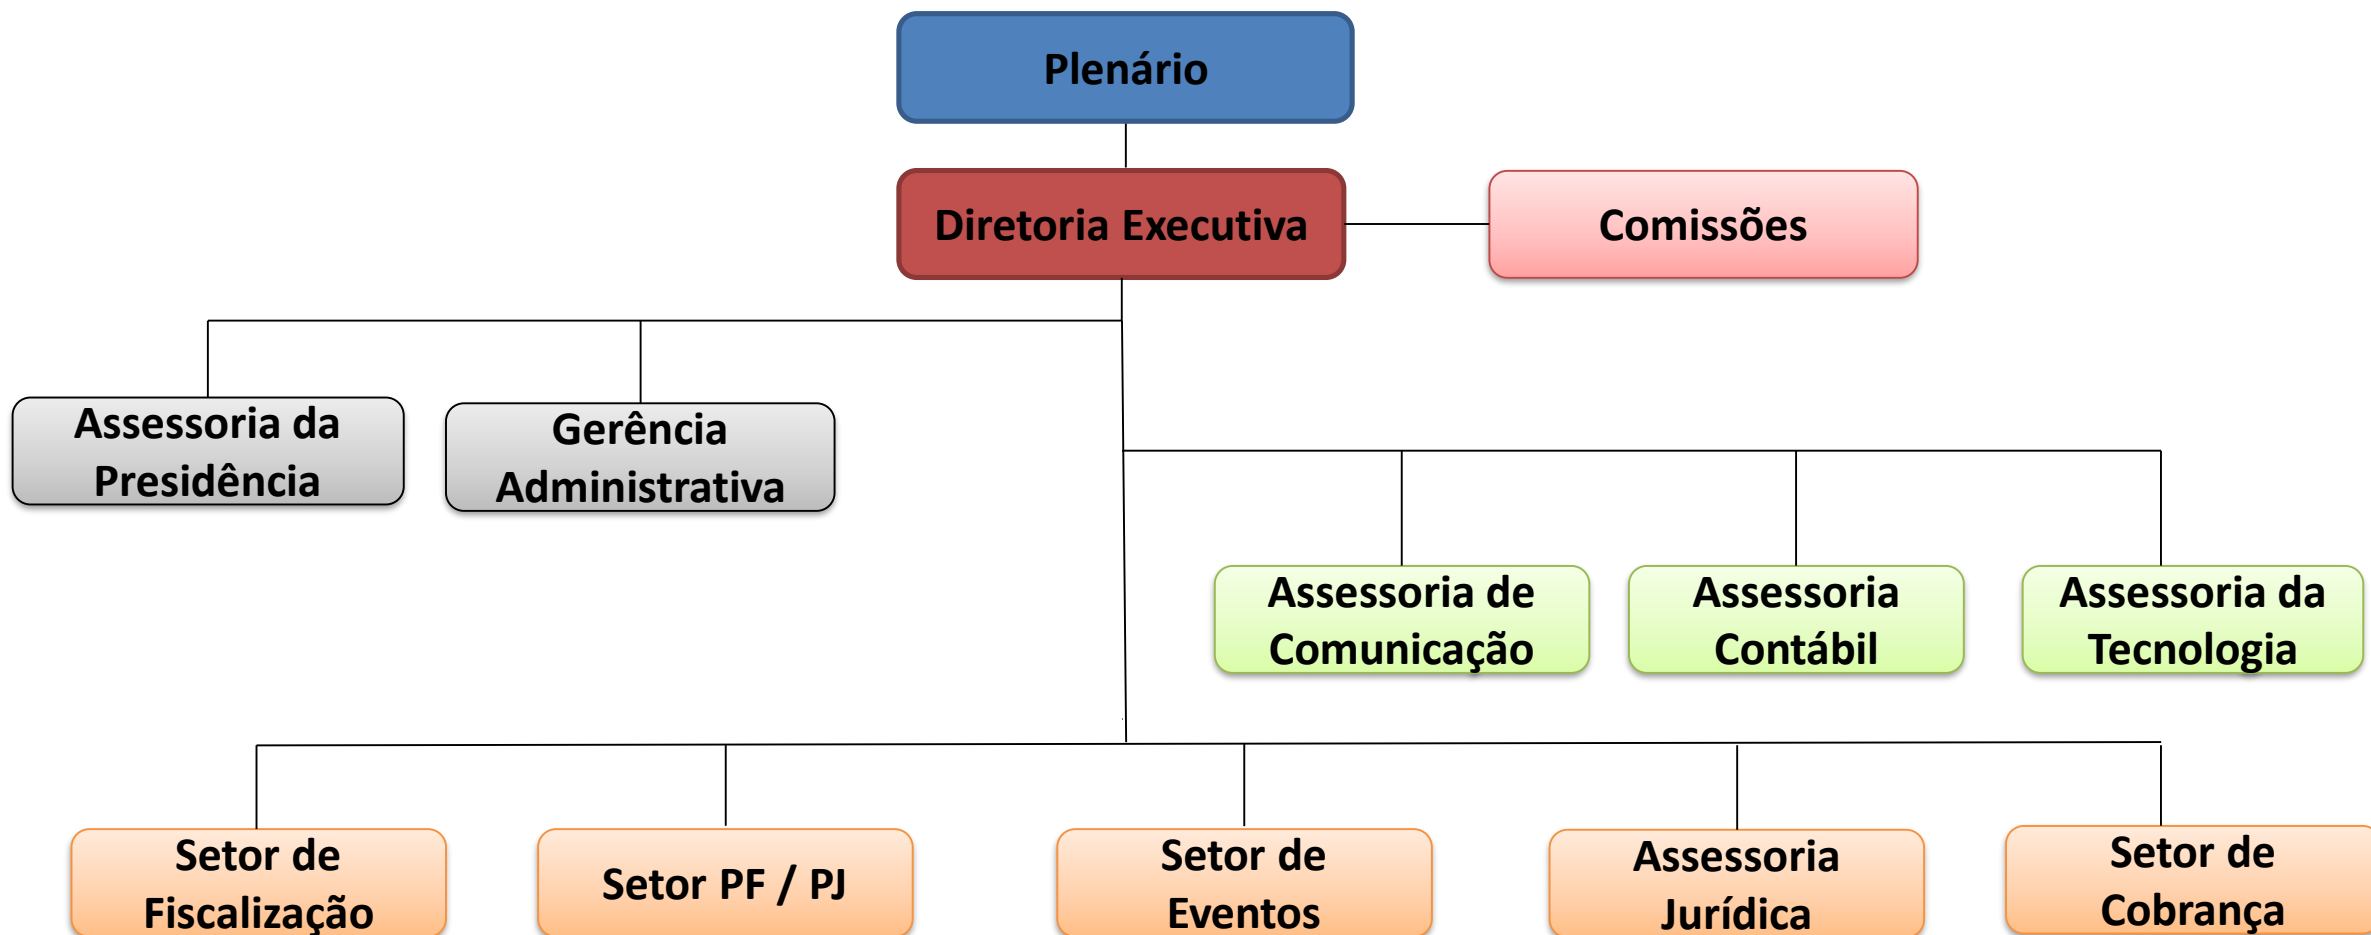 Plenário
Diretoria Executiva
Comissões
Assessoria da
Presidência
Gerência
Administrativa
Assessoria de
Comunicação
Assessoria
Contábil
Assessoria da
Tecnologia
Setor de
Fiscalização
Setor PF / PJ
Setor de
Eventos
Assessoria
Jurídica
Setor de
Cobrança